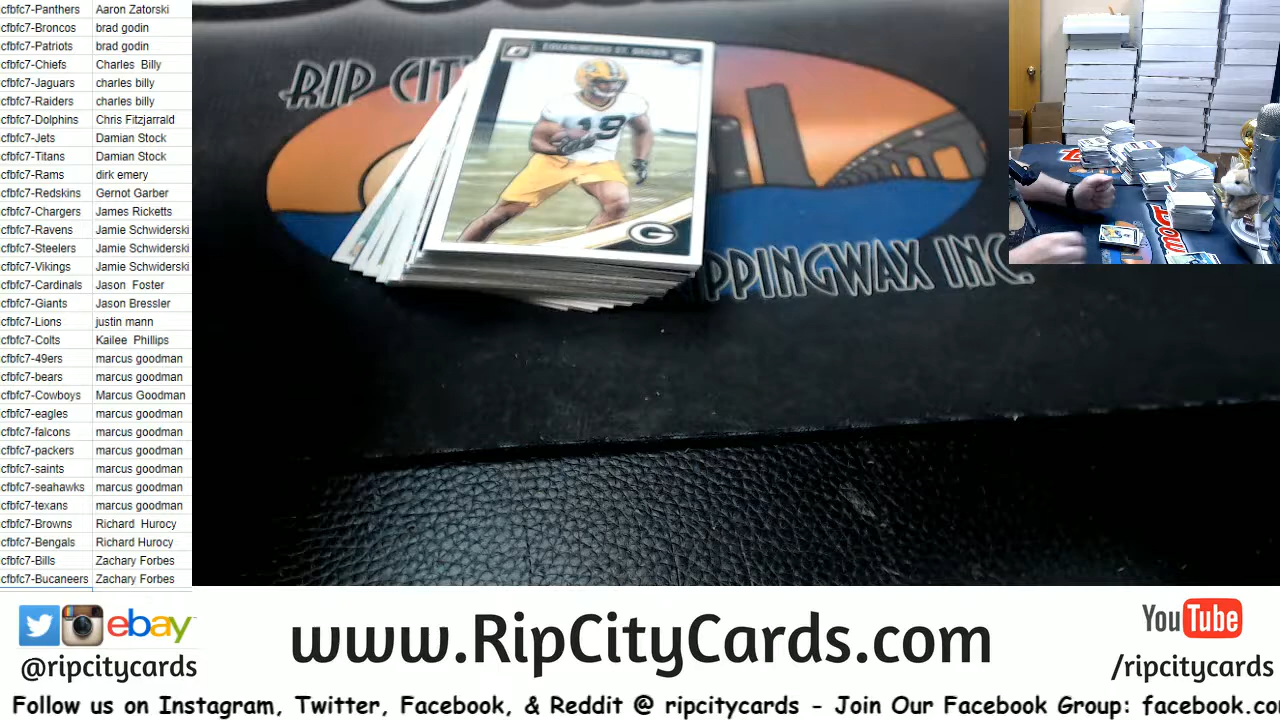 cfbfc7-Panthers Aaron Zatorski
cfbfc7-Broncos brad godin
cfbfc7-Patriots brad godin
cfbfc7-Chiefs Charles Billy
cfbfc7-Jaguars charles billy
cfbfc7-Raiders charles billy
cfbfc7-Dolphins Chris Fitzjarrald
cfbfc7-Jets Damian Stock
cfbfc7-Titans Damian Stock
cfbfc7-Rams dirk emery
cfbfc7-Redskins Gernot Garber
cfbfc7-Chargers James Ricketts
cfbfc7-Ravens Jamie Schwiderski
cfbfc7-Steelers Jamie Schwiderski
cfbfc7-Vikings Jamie Schwiderski
cfbfc7-Cardinals Jason Foster
cfbfc7-Giants Jason Bressler
cfbfc7-Lions justin mann
cfbfc7-Colts Kailee Phillips
cfbfc7-49ers marcus goodman
cfbfc7-bears marcus goodman
cfbfc7-Cowboys Marcus Goodman
cfbfc7-eagles marcus goodman
cfbfc7-falcons marcus goodman
cfbfc7-packers marcus goodman
cfbfc7-saints marcus goodman
cfbfc7-seahawks marcus goodman
cfbfc7-texans marcus goodman
cfbfc7-Browns Richard Hurocy
cfbfc7-Bengals Richard Hurocy
cfbfc7-Bills Zachary Forbes
cfbfc7-Bucaneers Zachary Forbes
RIP CIT
EQUANIMEOUS ST. BROWN
19
G
PPINGWAX INC.
ebay
@ripcitycards
www.RipCityCards.com
YouTube
/ripcitycards
Follow us on Instagram, Twitter, Facebook, & Reddit @ ripcitycards - Join Our Facebook Group: facebook.co